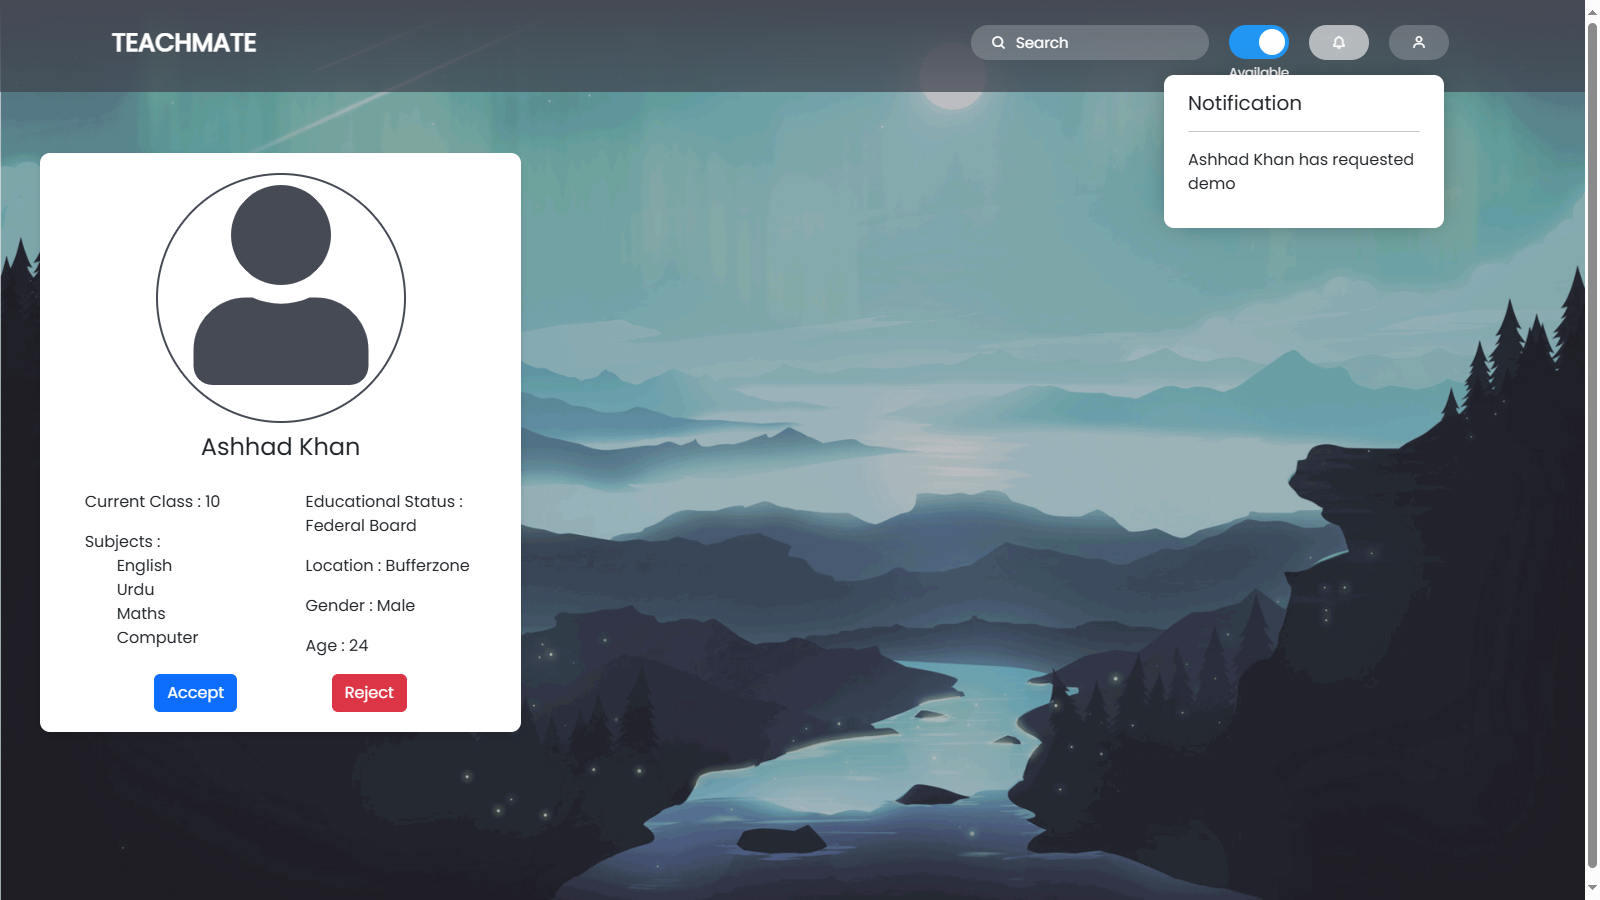 TEACHMATE
Search
Available
Notification
Ashhad Khan has requested
demo
Ashhad Khan
Current Class : 10
Subjects :
English
Urdu
Maths
Computer
Educational Status :
Federal Board
Location : Bufferzone
Gender : Male
Age : 24
Accept
Reject